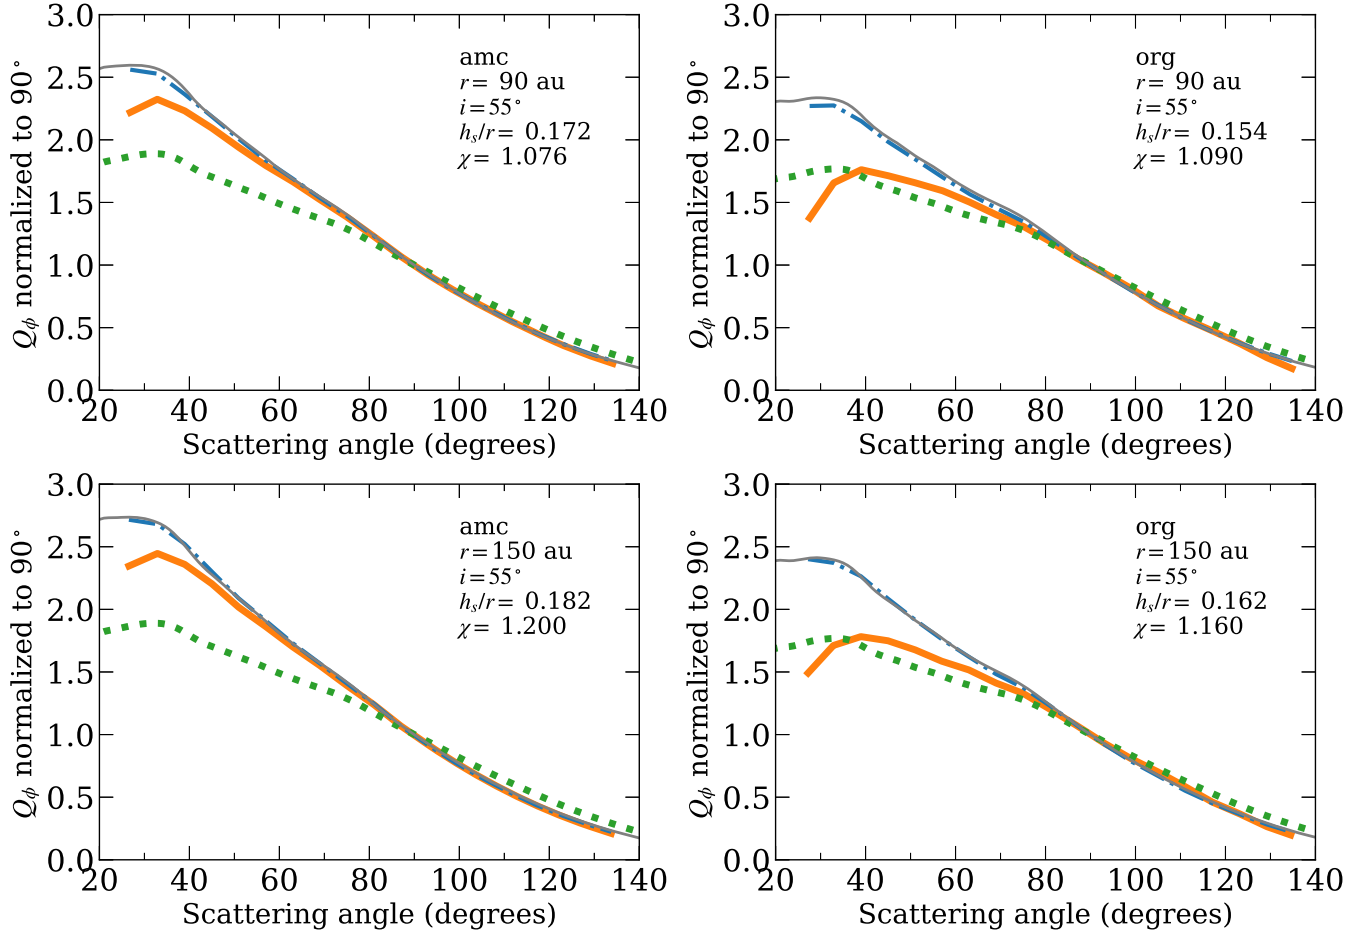 3.0
2.5
2.0
1.5
1.0
0.5
0.0
Qϕ normalized to 90°
20 40 60 80 100 120 140
Scattering angle (degrees)
amc
r= 90 au
i=55°
hs/r= 0.172
χ= 1.076
3.0
2.5
2.0
1.5
1.0
0.5
0.0
Qϕ normalized to 90°
20 40 60 80 100 120 140
Scattering angle (degrees)
org
r= 90 au
i=55°
hs/r= 0.154
χ= 1.090
3.0
2.5
2.0
1.5
1.0
0.5
0.0
Qϕ normalized to 90°
20 40 60 80 100 120 140
Scattering angle (degrees)
amc
r=150 au
i=55°
hs/r= 0.182
χ= 1.200
3.0
2.5
2.0
1.5
1.0
0.5
0.0
Qϕ normalized to 90°
20 40 60 80 100 120 140
Scattering angle (degrees)
org
r=150 au
i=55°
hs/r= 0.162
χ= 1.160